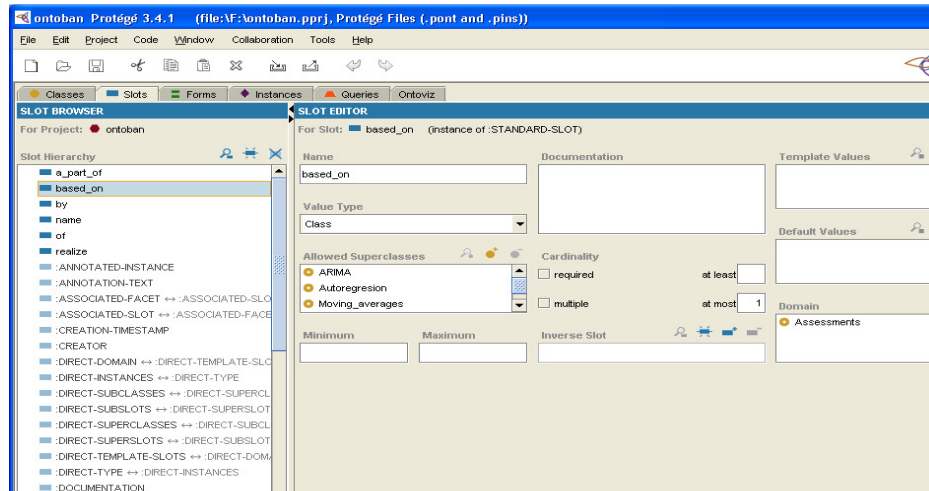 ontoban Protégé 3.4.1 (file:\F:\ontoban.pprj, Protégé Files (.pont and .pins))
File Edit Project Code Window Collaboration Tools Help
Classes Slots Forms Instances Queries Ontoviz
SLOT BROWSER
For Project: ontoban
Slot Hierarchy
a_part_of
based_on
by
name
of
realize
:ANNOTATED-INSTANCE
:ANNOTATION-TEXT
:ASSOCIATED-FACET ↔ :ASSOCIATED-SLO
:ASSOCIATED-SLOT ↔ :ASSOCIATED-FACE
:CREATION-TIMESTAMP
:CREATOR
:DIRECT-DOMAIN ↔ :DIRECT-TEMPLATE-SLO
:DIRECT-INSTANCES ↔ :DIRECT-TYPE
:DIRECT-SUBCLASSES ↔ :DIRECT-SUPERCL
:DIRECT-SUBSLOTS ↔ :DIRECT-SUPERSLOT
:DIRECT-SUPERCLASSES ↔ :DIRECT-SUBCL
:DIRECT-SUPERSLOTS ↔ :DIRECT-SUBSLOT
:DIRECT-TEMPLATE-SLOTS ↔ :DIRECT-DOMA
:DIRECT-TYPE ↔ :DIRECT-INSTANCES
:DOCUMENTATION
SLOT EDITOR
For Slot: based_on (instance of :STANDARD-SLOT)
Name
based_on
Value Type
Class
Allowed Superclasses
ARIMA
Autoregresion
Moving_averages
Minimum Maximum
Documentation
Cardinality
required at least
multiple at most 1
Inverse Slot
Template Values
Default Values
Domain
Assessments